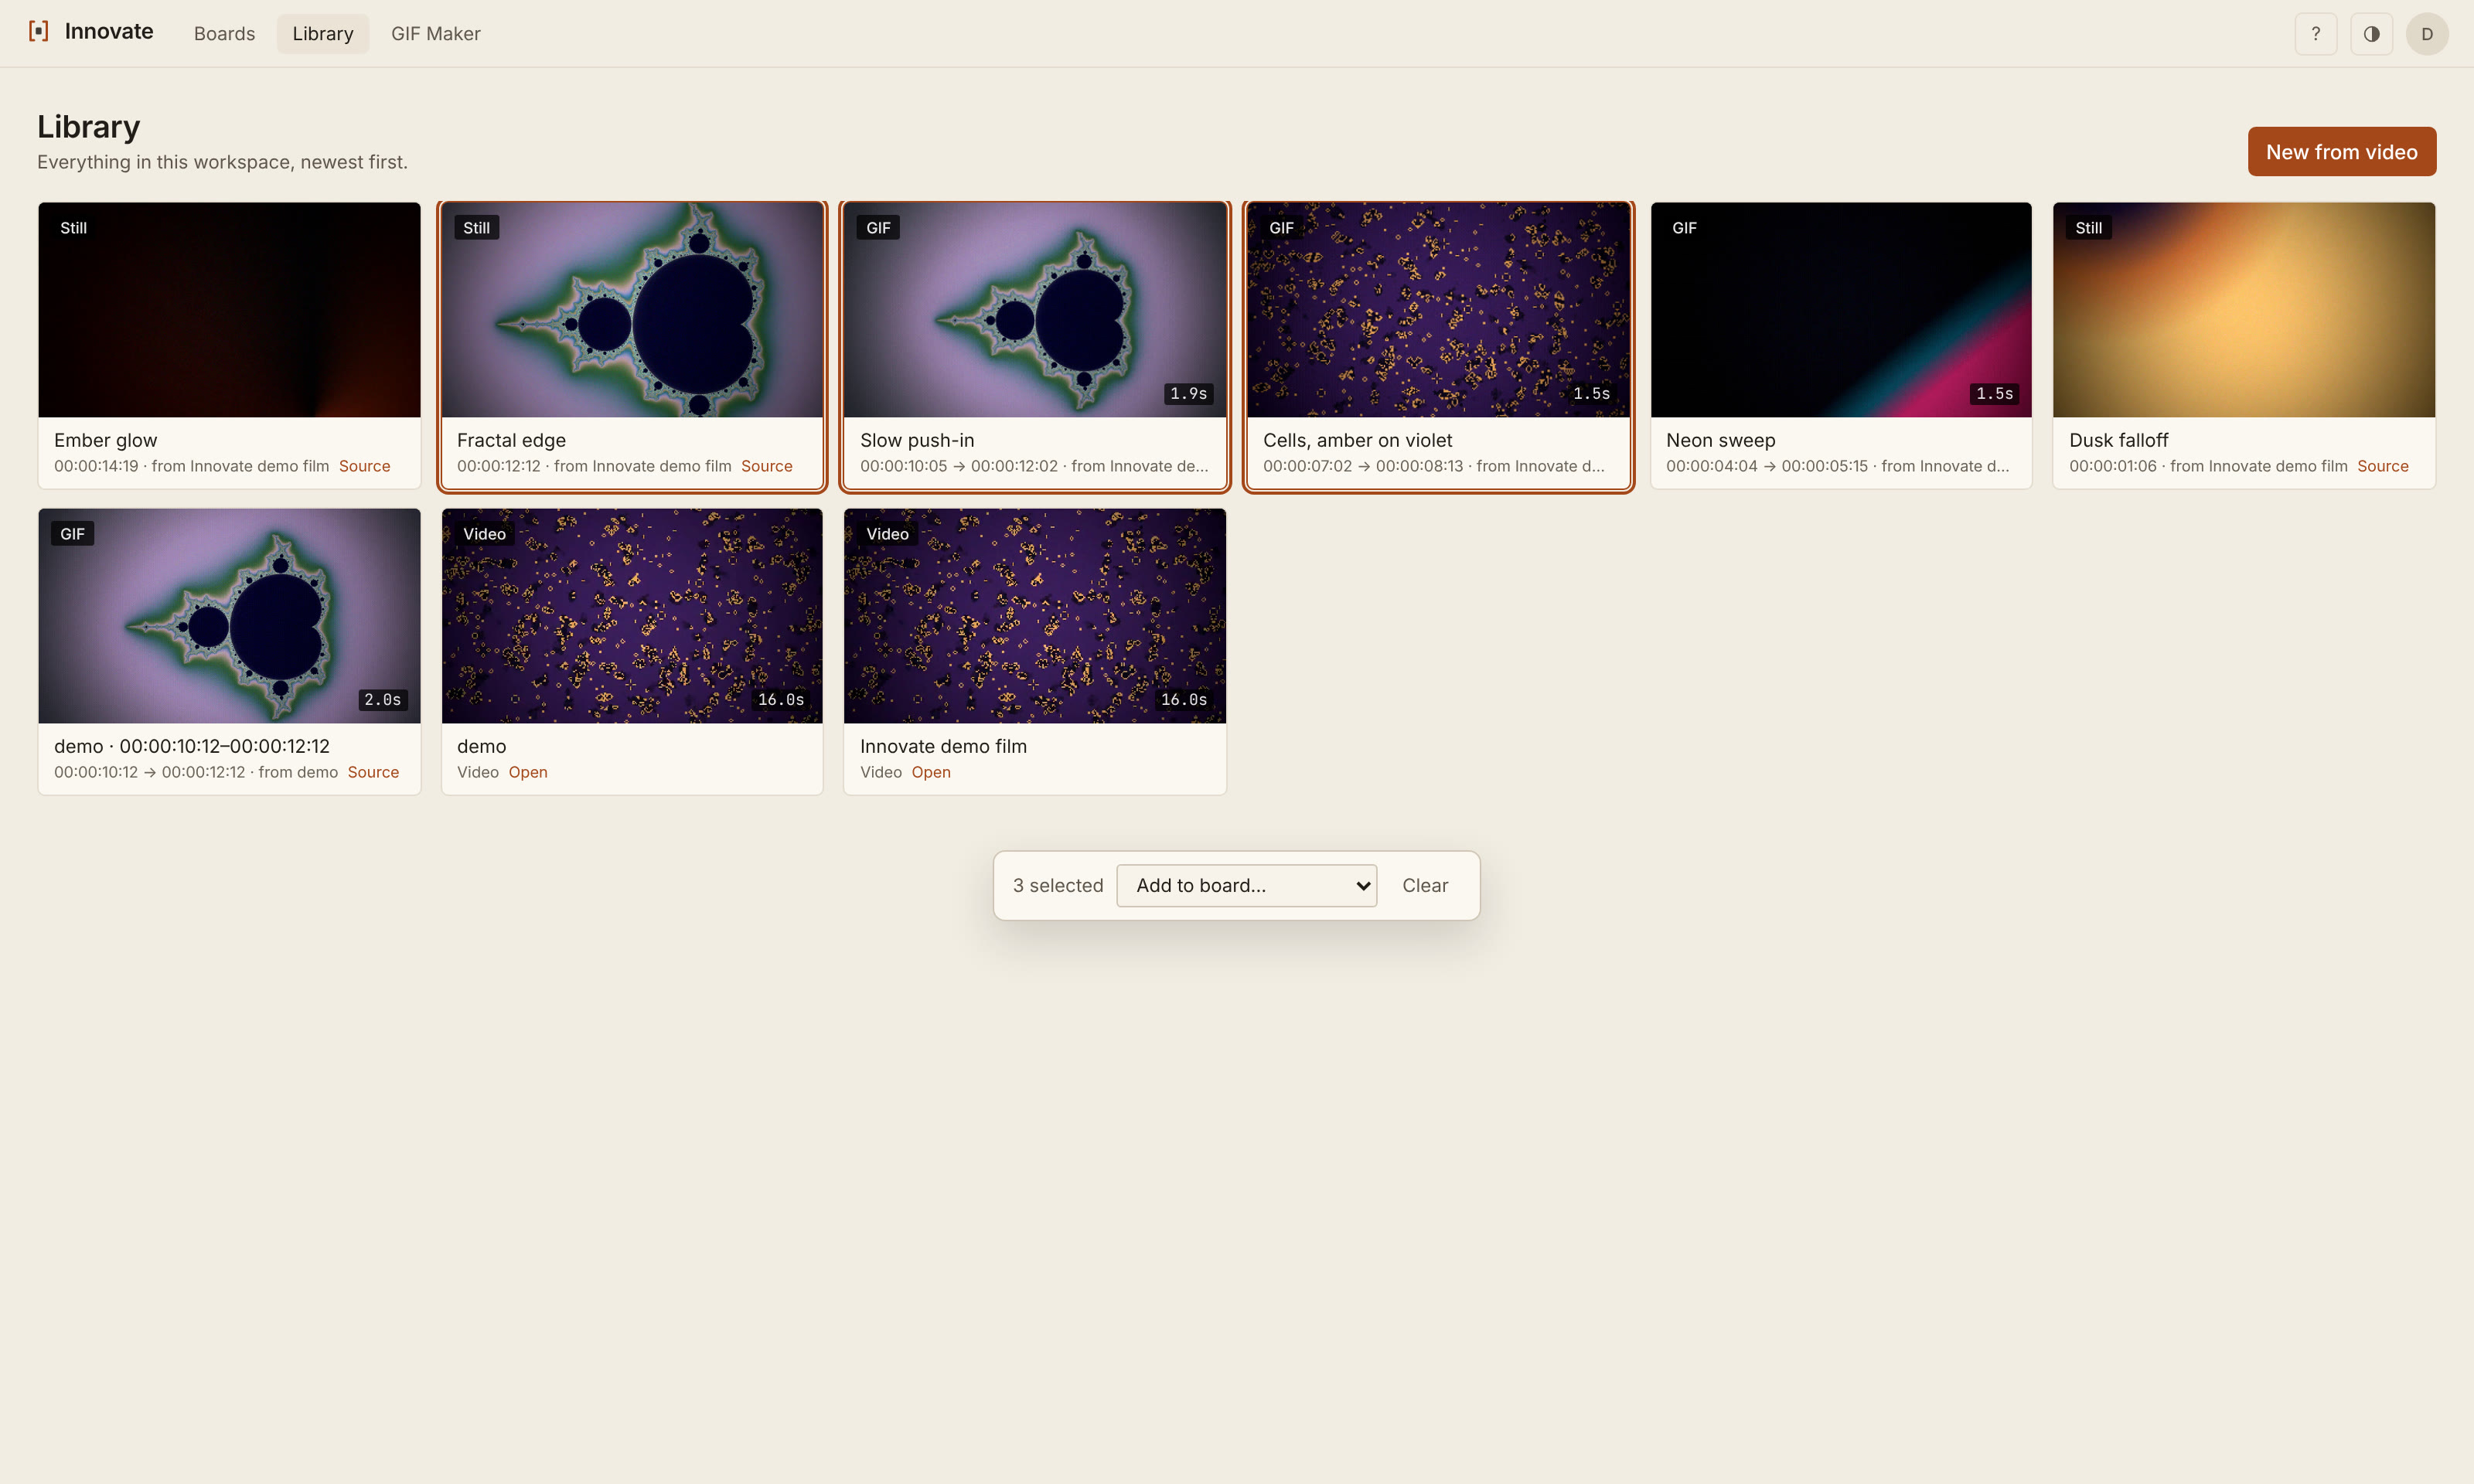 Innovate Boards Library GIF Maker ? D
Library
Everything in this workspace, newest first.
New from video
Still
Ember glow
00:00:14:19 · from Innovate demo film Source
Still
Fractal edge
00:00:12:12 · from Innovate demo film Source
GIF
1.9s
Slow push-in
00:00:10:05 → 00:00:12:02 · from Innovate de...
GIF
1.5s
Cells, amber on violet
00:00:07:02 → 00:00:08:13 · from Innovate d...
GIF
1.5s
Neon sweep
00:00:04:04 → 00:00:05:15 · from Innovate d...
Still
Dusk falloff
00:00:01:06 · from Innovate demo film Source
GIF
2.0s
demo · 00:00:10:12–00:00:12:12
00:00:10:12 → 00:00:12:12 · from demo Source
Video
16.0s
demo
Video Open
Video
16.0s
Innovate demo film
Video Open
3 selected Add to board... Clear